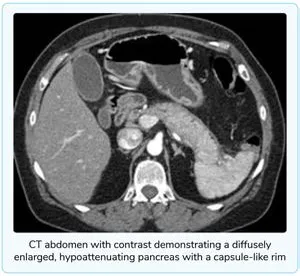 CT abdomen with contrast demonstrating a diffusely
enlarged, hypoattenuating pancreas with a capsule-like rim